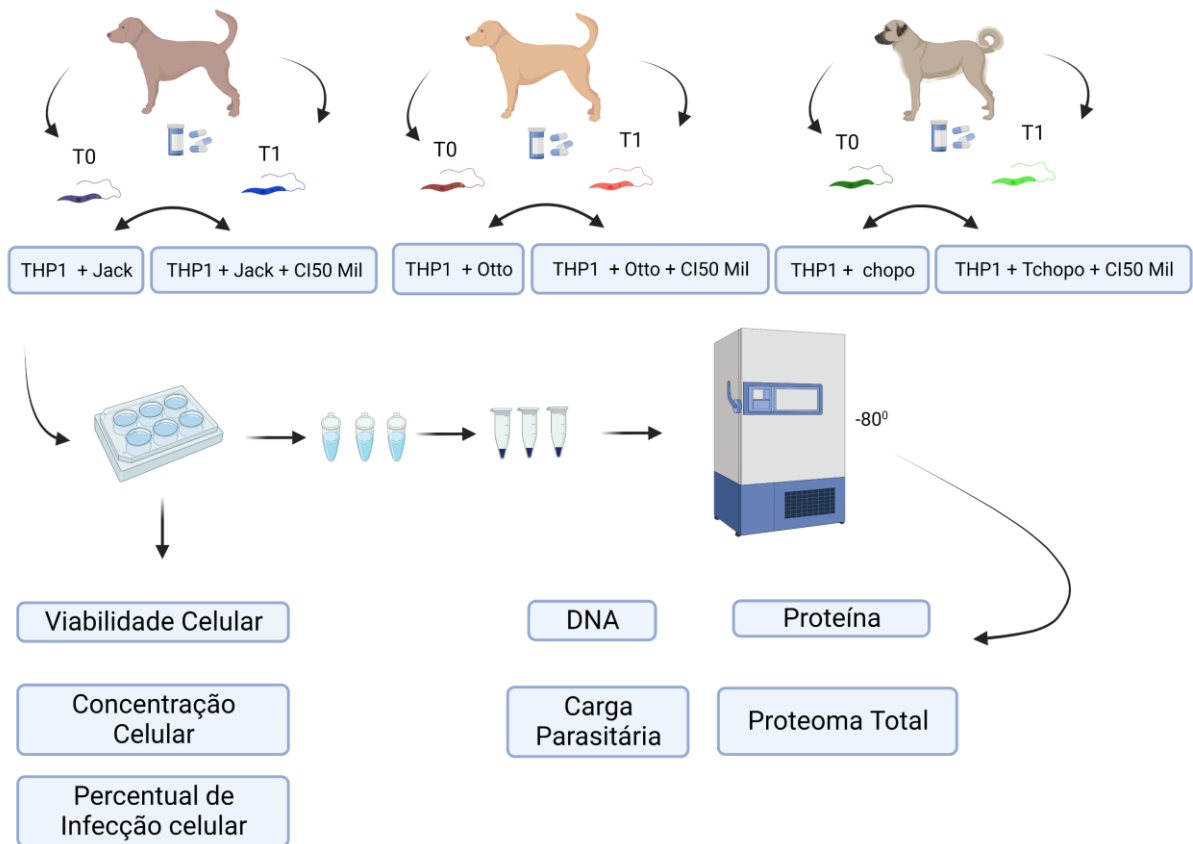 T0
T1
T0
T1
T0
T1
THP1 + Jack
THP1 + Jack + CI50 Mil
THP1 + Otto
THP1 + Otto + CI50 Mil
THP1 + chopo
THP1 + Tchopo + CI50 Mil
-80⁰
Viabilidade Celular
DNA
Proteína
Concentração
Celular
Carga
Parasitária
Proteoma Total
Percentual de
Infecção celular